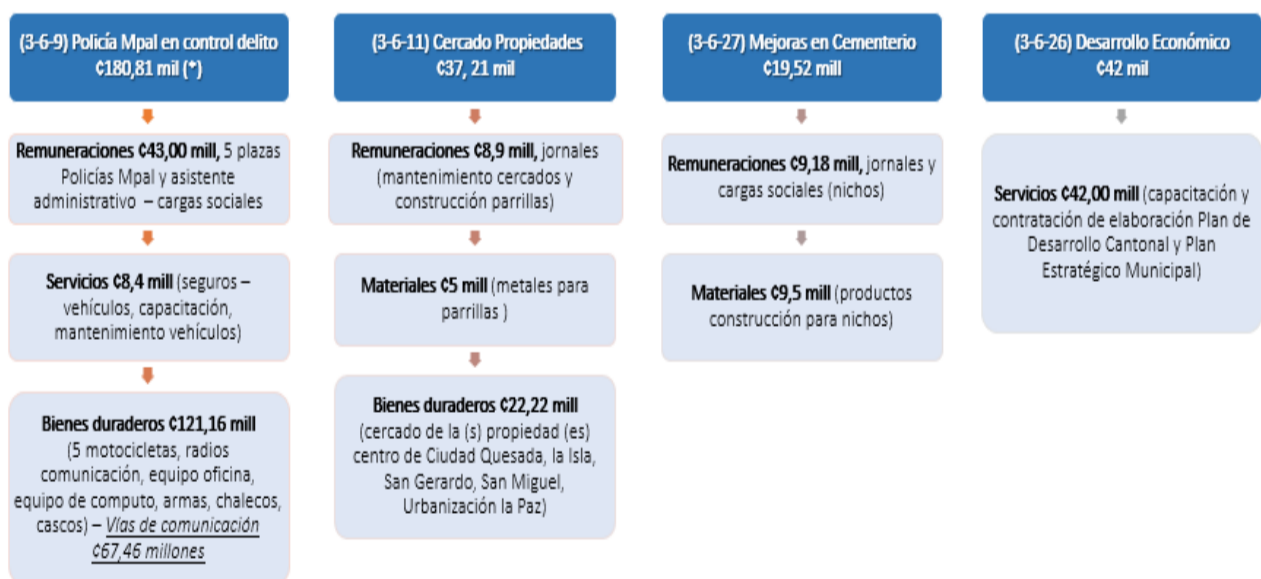 (3-6-9) Policía Mpal en control delito
¢180,81 mil (*)
Remuneraciones ¢43,00 mill, 5 plazas
Policías Mpal y asistente
administrativo – cargas sociales
Servicios ¢8,4 mill (seguros –
vehículos, capacitación,
mantenimiento vehículos)
Bienes duraderos ¢121,16 mill
(5 motocicletas, radios
comunicación, equipo oficina,
equipo de computo, armas, chalecos,
cascos) – Vías de comunicación
¢67,46 millones
(3-6-11) Cercado Propiedades
¢37, 21 mil
Remuneraciones ¢8,9 mill, jornales
(mantenimiento cercados y
construcción parrillas)
Materiales ¢5 mill (metales para
parrillas )
Bienes duraderos ¢22,22 mill
(cercado de la (s) propiedad (es)
centro de Ciudad Quesada, la Isla,
San Gerardo, San Miguel,
Urbanización la Paz)
(3-6-27) Mejoras en Cementerio
¢19,52 mill
Remuneraciones ¢9,18 mill, jornales y
cargas sociales (nichos)
Materiales ¢9,5 mill (productos
construcción para nichos)
(3-6-26) Desarrollo Económico
¢42 mil
Servicios ¢42,00 mill (capacitación y
contratación de elaboración Plan de
Desarrollo Cantonal y Plan
Estratégico Municipal)